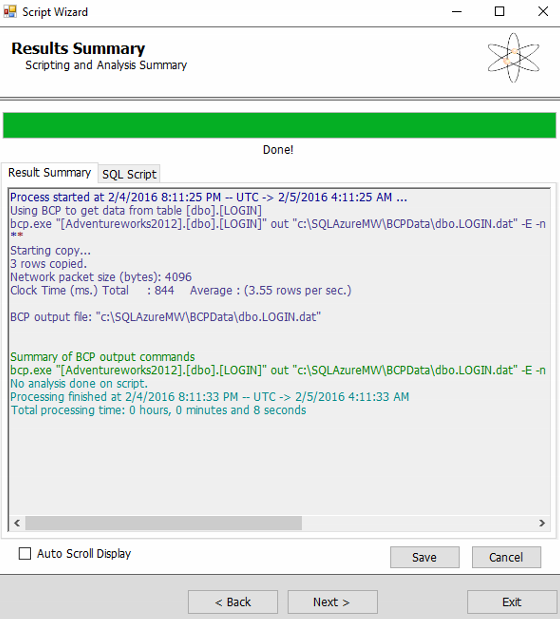 Script Wizard
Results Summary
Scripting and Analysis Summary
Done!
Result Summary
SQL Script
Process started at 2/4/2016 8:11:25 PM -- UTC -> 2/5/2016 4:11:25 AM ...
Using BCP to get data from table [dbo].[LOGIN]
bcp.exe "[Adventureworks2012].[dbo].[LOGIN]" out "c:\SQLAzureMW\BCPData\dbo.LOGIN.dat" -E -n
**
Starting copy...
3 rows copied.
Network packet size (bytes): 4096
Clock Time (ms.) Total     : 844    Average : (3.55 rows per sec.)
BCP output file: "c:\SQLAzureMW\BCPData\dbo.LOGIN.dat"
Summary of BCP output commands
bcp.exe "[Adventureworks2012].[dbo].[LOGIN]" out "c:\SQLAzureMW\BCPData\dbo.LOGIN.dat" -E -n
No analysis done on script.
Processing finished at 2/4/2016 8:11:33 PM -- UTC -> 2/5/2016 4:11:33 AM
Total processing time: 0 hours, 0 minutes and 8 seconds
Auto Scroll Display
Save
Cancel
< Back
Next >
Exit